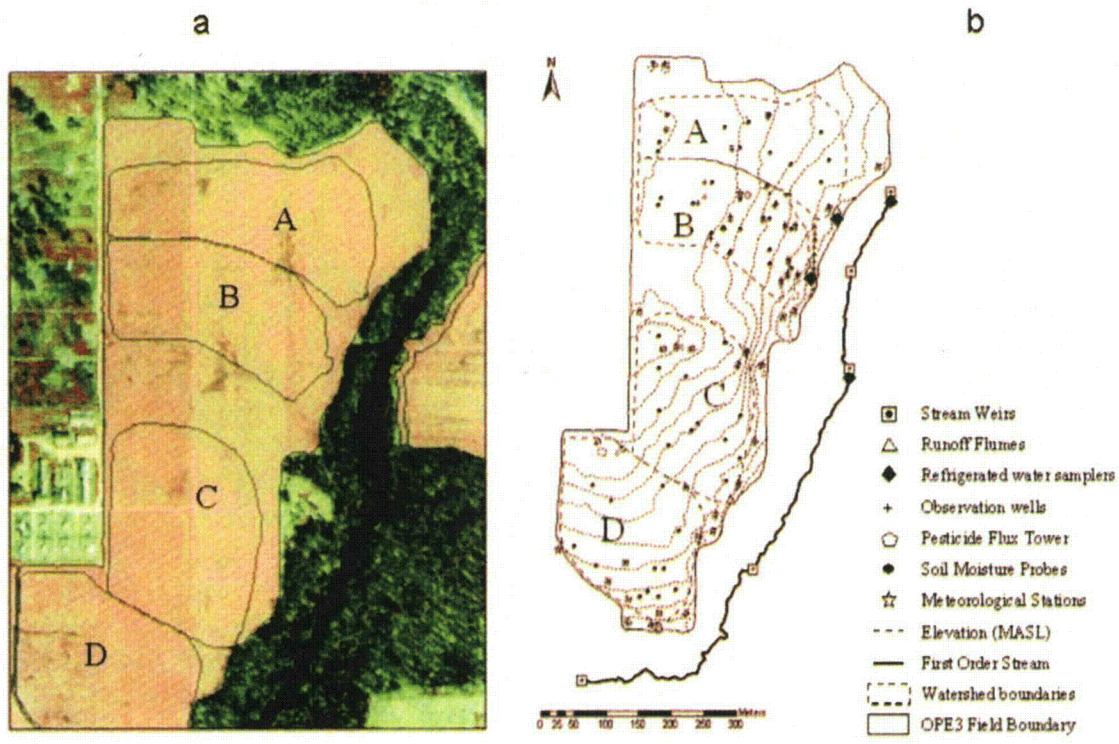 a
b
N
A
B
C
D
A
B
C
D
Stream Weirs
Runoff Flumes
Refrigerated water samplers
Observation wells
Pesticide Flux Tower
Soil Moisture Probes
Meteorological Stations
Elevation (MASL)
First Order Stream
Watershed boundaries
OPE3 Field Boundary
Meters
0 25 50 100 150 200 250 300